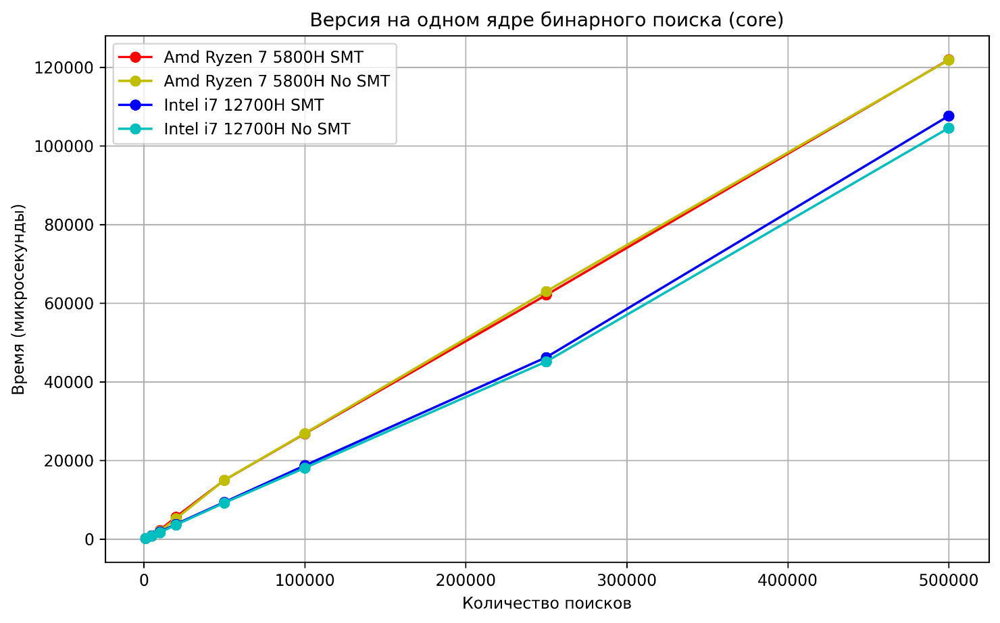 Версия на одном ядре бинарного поиска (core)
Amd Ryzen 7 5800H SMT
Amd Ryzen 7 5800H No SMT
Intel i7 12700H SMT
Intel i7 12700H No SMT
Время (микросекунды)
120000
100000
80000
60000
40000
20000
0
0 100000 200000 300000 400000 500000
Количество поисков